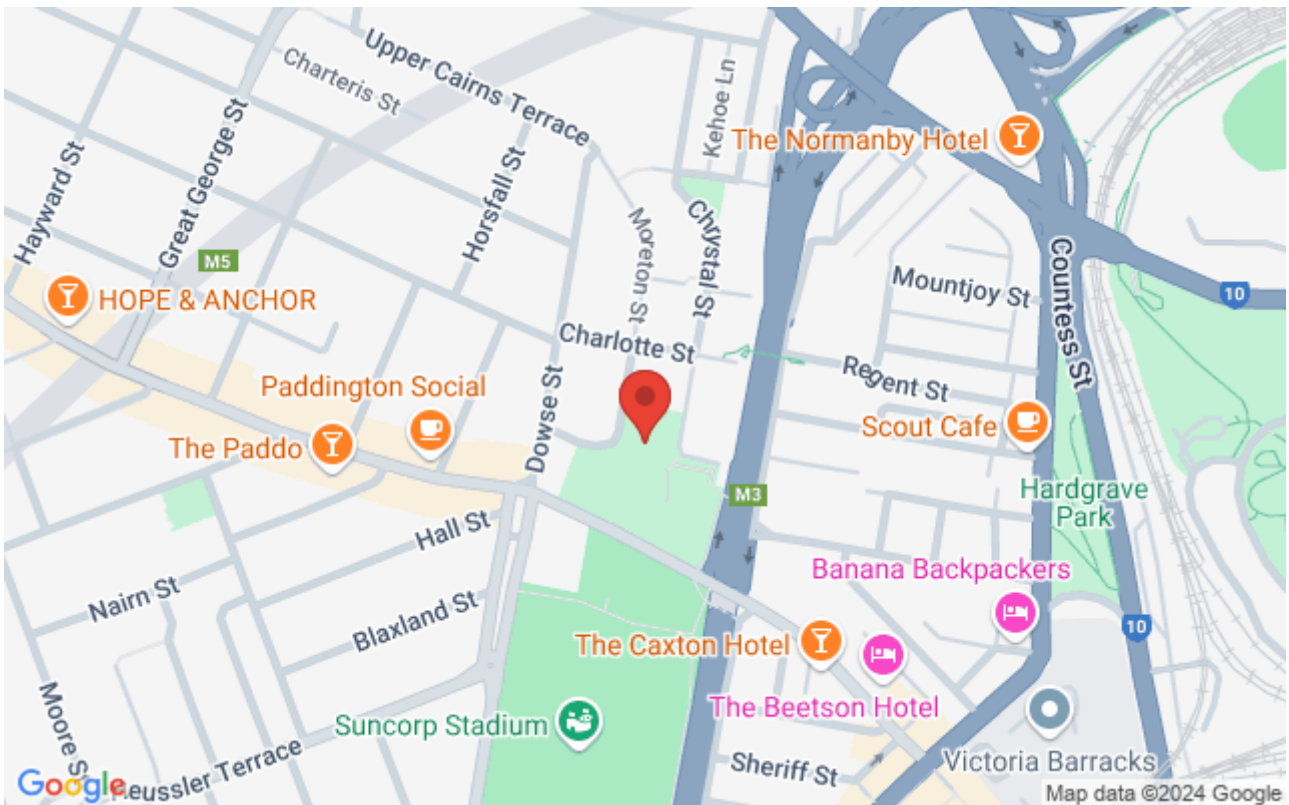 Upper Cairns Terrace
Charteris St
Kehoe Ln
The Normanby Hotel
Hayward St
Great George St
Horsfall St
Moreton St
Chrystal St
M5
Mountjoy St
Countess St
10
HOPE & ANCHOR
Charlotte St
Regent St
Paddington Social
Dowse St
Scout Cafe
The Paddo
M3
Hardgrave
Park
Hall St
Banana Backpackers
Nairn St
Blaxland St
10
The Caxton Hotel
The Beetson Hotel
Moore St
Suncorp Stadium
Heussler Terrace
Sheriff St
Victoria Barracks
Google
Map data ©2024 Google